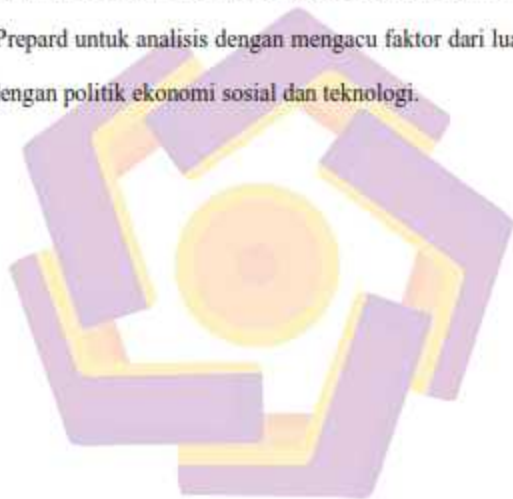 Prepard untuk analisis dengan mengacu faktor dari lua
engan politik ekonomi sosial dan teknologi.